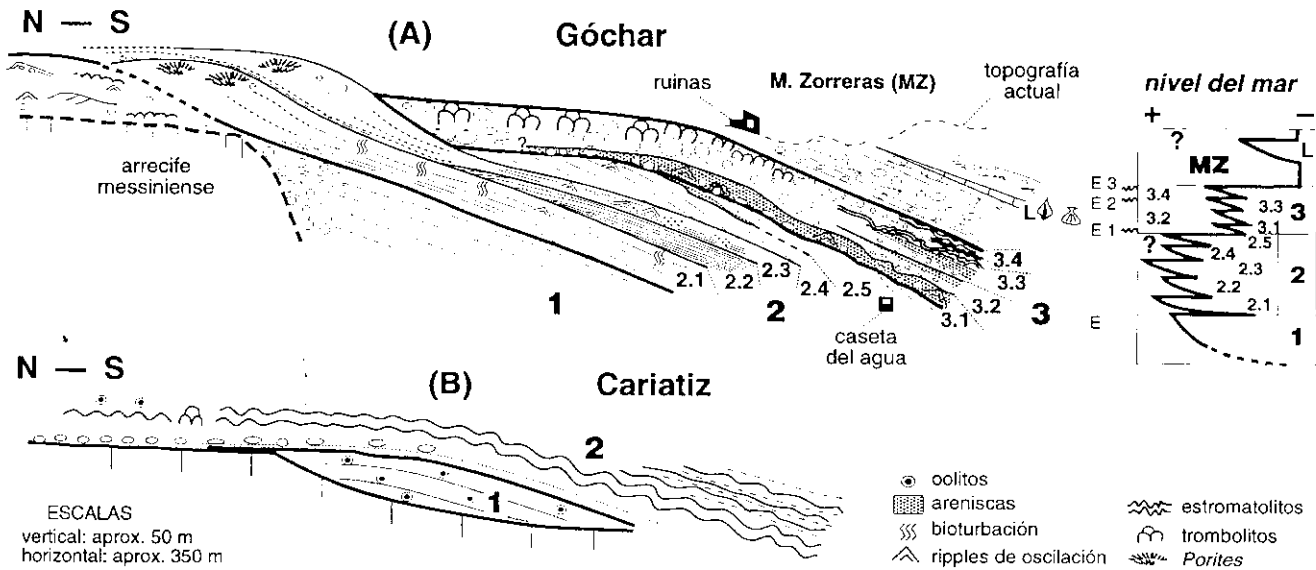 N — S
(A)
Góchar
ruinas
M. Zorreras (MZ)
topografía
actual
nivel del mar
+
−
?
L
MZ
arrecife
messiniense
?
L
E 3
E 2
E 1
3.4
3.2
3.3
3.1
3
?
2.5
2.4
2.3
2.2
2.1
2
E
1
1
2.1
2.2
2.3
2.4
2.5
2
3.1
3.2
3.3
3.4
3
caseta
del agua
N — S
(B)
Cariatiz
2
1
ESCALAS
vertical: aprox. 50 m
horizontal: aprox. 350 m
oolitos
areniscas
bioturbación
ripples de oscilación
estromatolitos
trombolitos
Porites